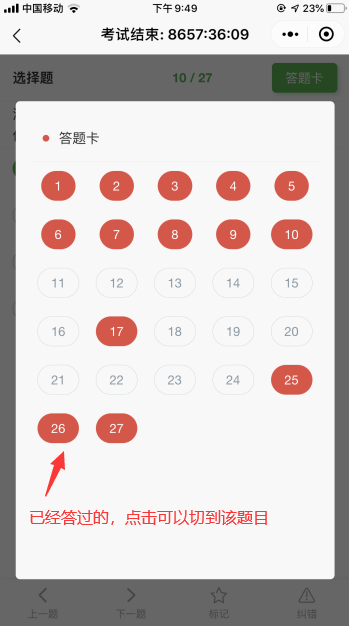 中国移动 下午9:49 23%
考试结束: 8657:36:09
选择题 10 / 27 答题卡
答题卡
1 2 3 4 5
6 7 8 9 10
11 12 13 14 15
16 17 18 19 20
21 22 23 24 25
26 27
已经答过的，点击可以切到该题目
上一题 下一题 标记 纠错